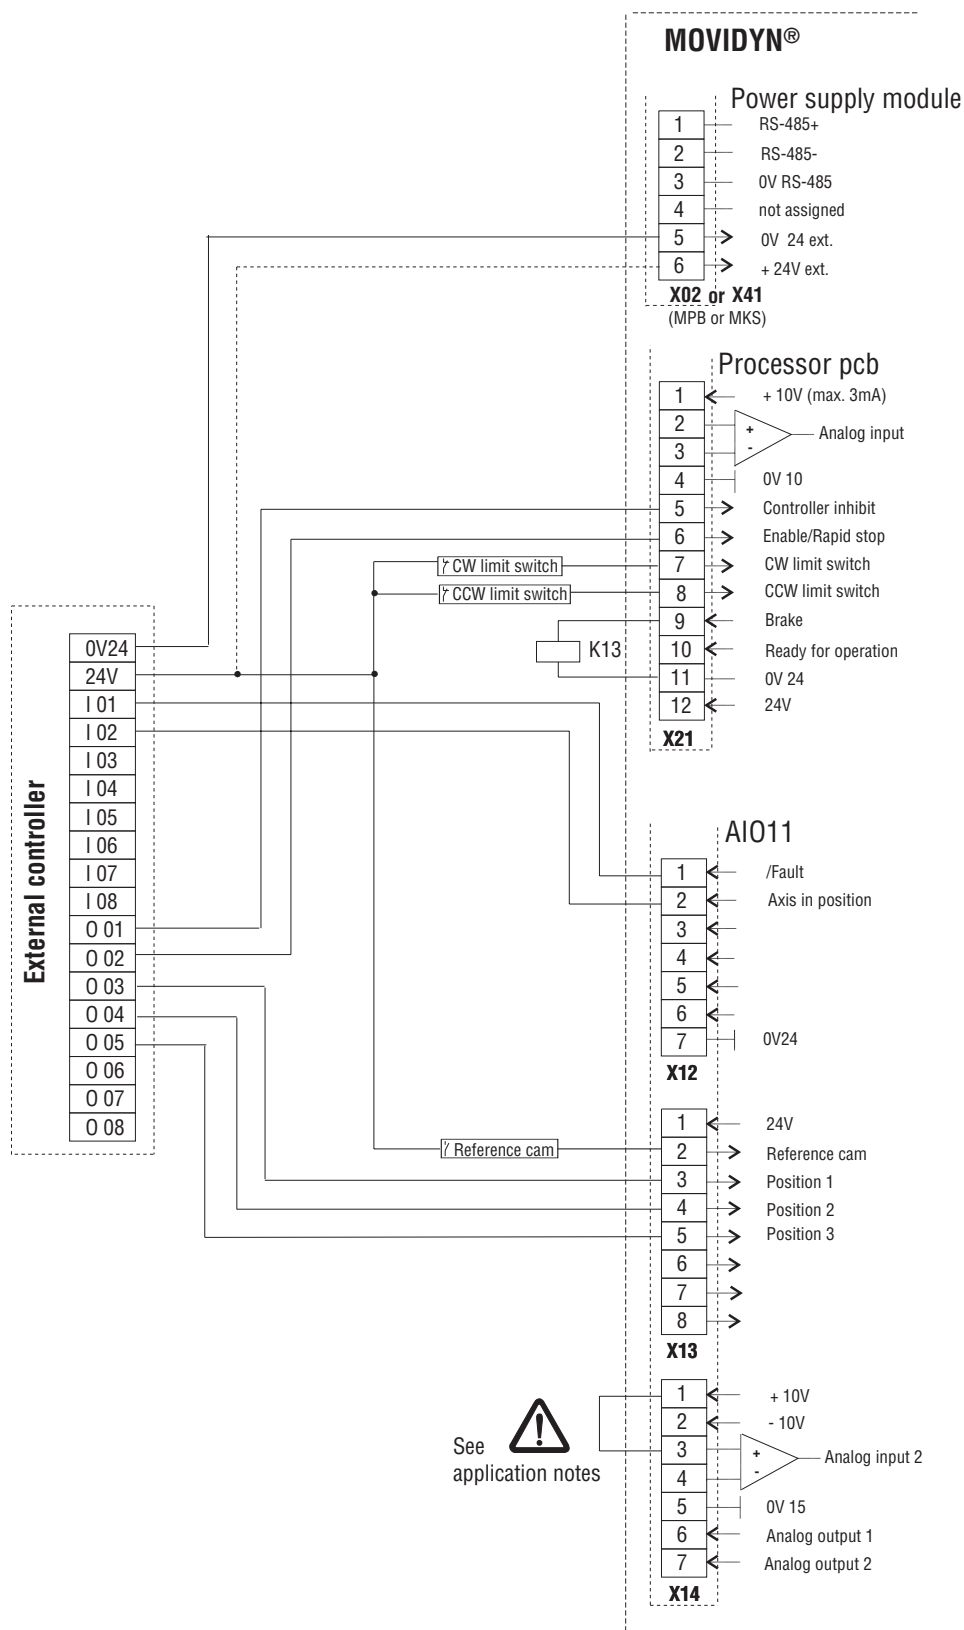 MOVIDYN®
Power supply module
1 RS-485+
2 RS-485-
3 0V RS-485
4 not assigned
5 0V 24 ext.
6 + 24V ext.
X02 or X41
(MPB or MKS)
Processor pcb
1 + 10V (max. 3mA)
2 + Analog input
3 -
4 0V 10
5 Controller inhibit
6 Enable/Rapid stop
CW limit switch 7 CW limit switch
CCW limit switch 8 CCW limit switch
9 Brake
K13 10 Ready for operation
11 0V 24
12 24V
X21
External controller
0V24
24V
I 01
I 02
I 03
I 04
I 05
I 06
I 07
I 08
O 01
O 02
O 03
O 04
O 05
O 06
O 07
O 08
AIO11
1 /Fault
2 Axis in position
3
4
5
6
7 0V24
X12
1 24V
Reference cam 2 Reference cam
3 Position 1
4 Position 2
5 Position 3
6
7
8
X13
1 + 10V
2 - 10V
3 + Analog input 2
4 -
5 0V 15
6 Analog output 1
7 Analog output 2
X14
See
application notes